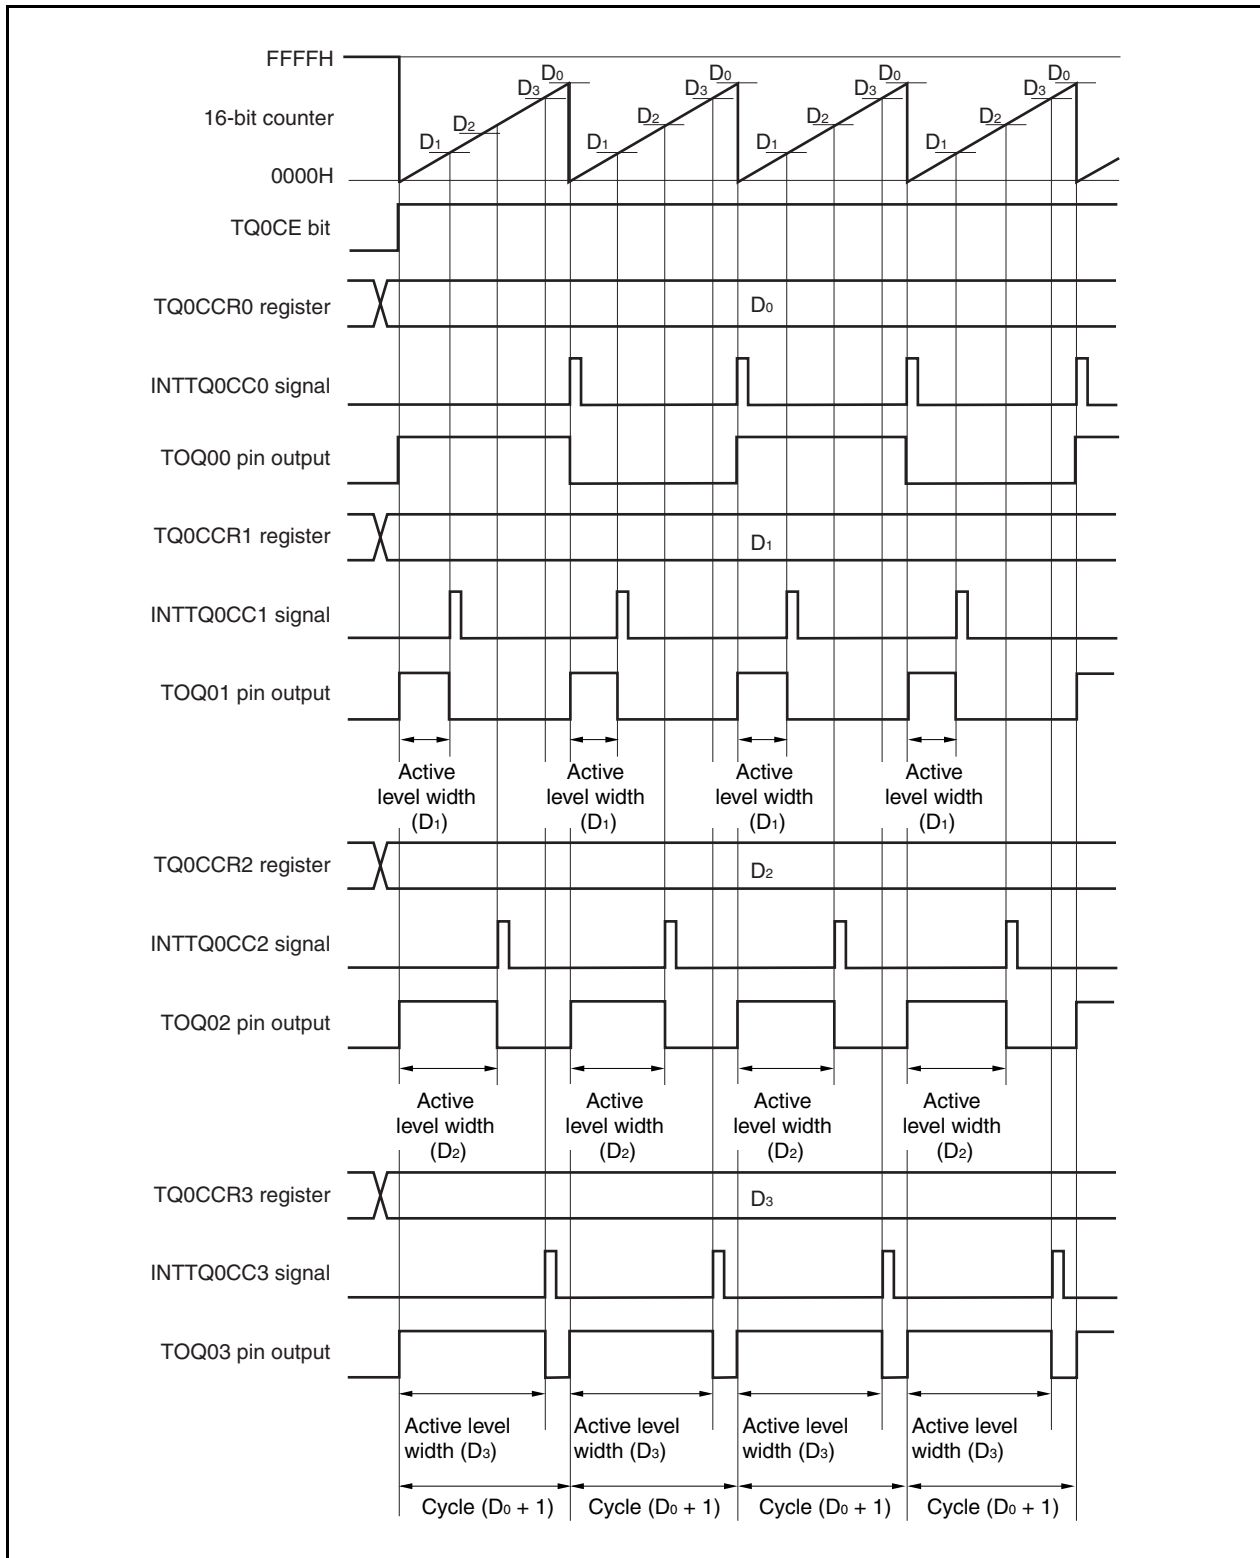 FFFFH
D0 D0 D0 D0
D3 D3 D3 D3
16-bit counter
D2 D2 D2 D2
D1 D1 D1 D1
0000H
TQ0CE bit
TQ0CCR0 register D0
INTTQ0CC0 signal
TOQ00 pin output
TQ0CCR1 register D1
INTTQ0CC1 signal
TOQ01 pin output
Active Active Active Active
level width level width level width level width
(D1) (D1) (D1) (D1)
TQ0CCR2 register D2
INTTQ0CC2 signal
TOQ02 pin output
Active Active Active Active
level width level width level width level width
(D2) (D2) (D2) (D2)
TQ0CCR3 register D3
INTTQ0CC3 signal
TOQ03 pin output
Active level Active level Active level Active level
width (D3) width (D3) width (D3) width (D3)
Cycle (D0 + 1) Cycle (D0 + 1) Cycle (D0 + 1) Cycle (D0 + 1)